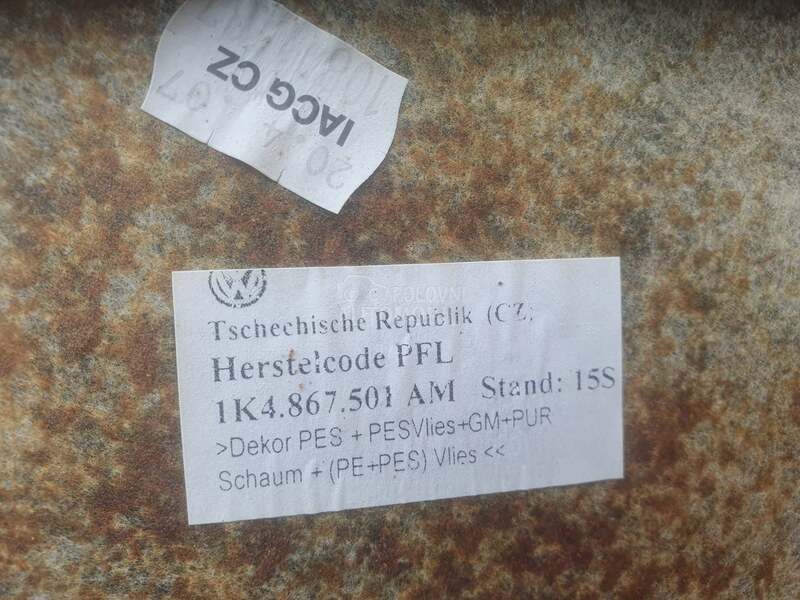 IACG CZ
Tschechische Republik (CZ)
Herstelcode PFL
1K4.867.501 AM Stand: 15S
>Dekor PES + PESVlies+GM+PUR
Schaum + (PE+PES) Vlies <<